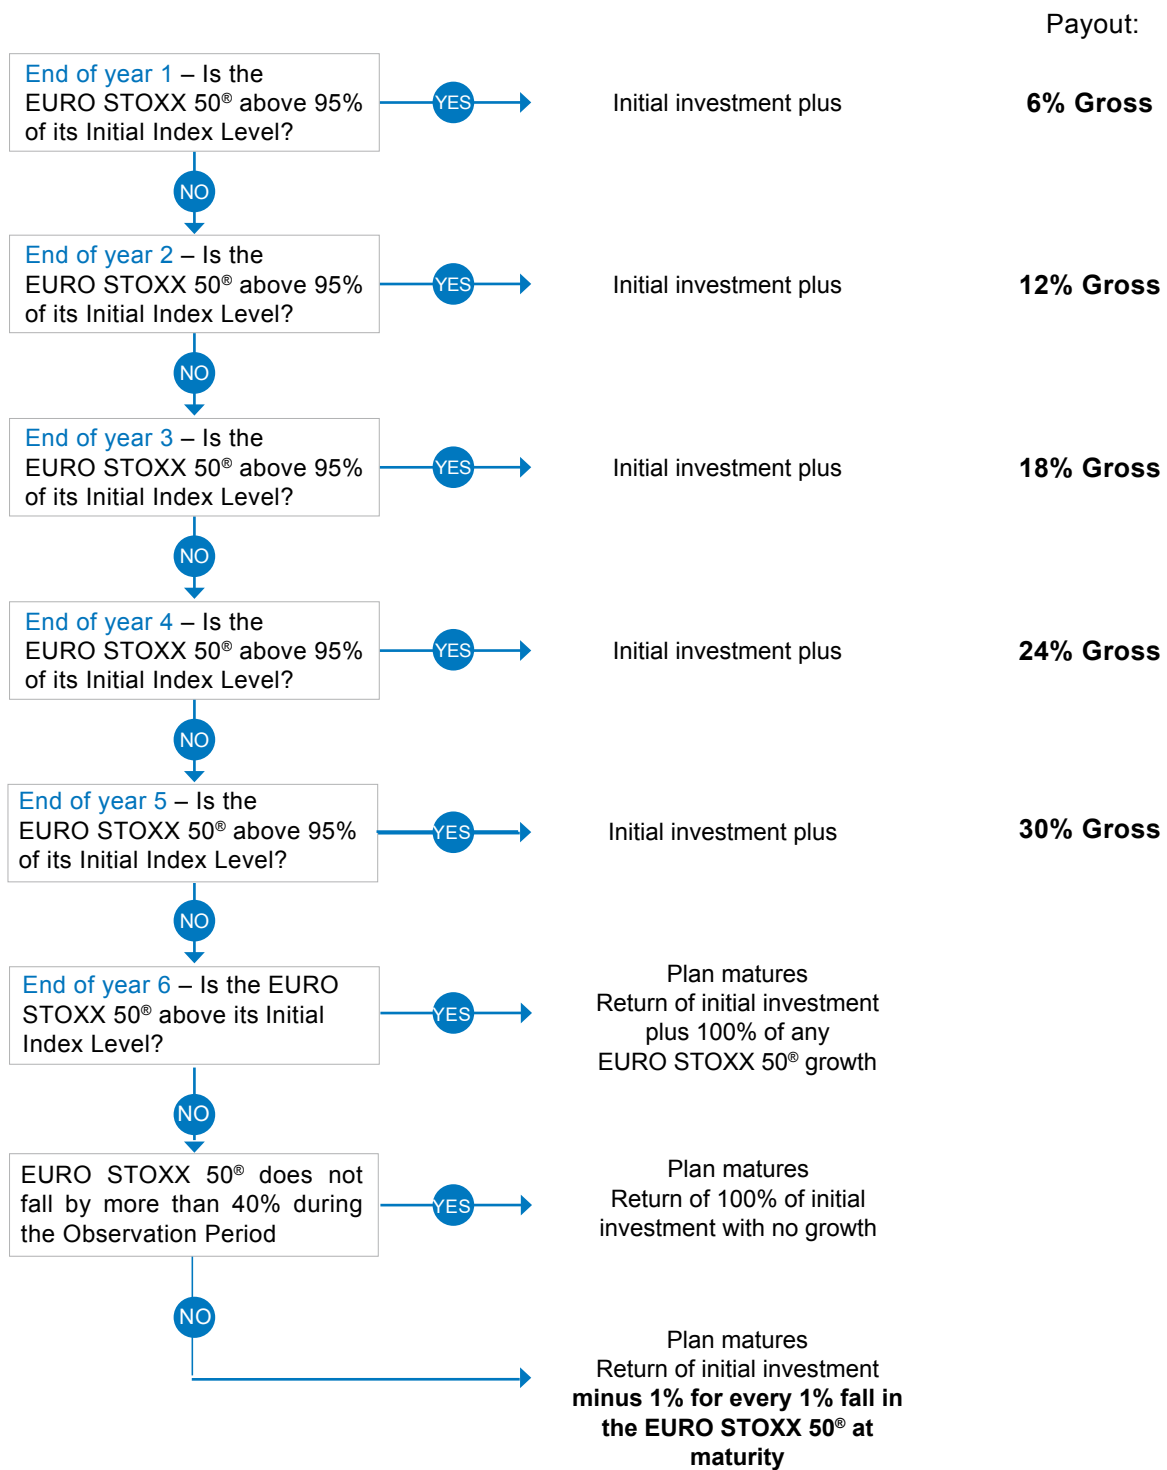 Payout:
End of year 1 – Is the
EURO STOXX 50® above 95%
of its Initial Index Level?
YES
Initial investment plus
6% Gross
NO
End of year 2 – Is the
EURO STOXX 50® above 95%
of its Initial Index Level?
YES
Initial investment plus
12% Gross
NO
End of year 3 – Is the
EURO STOXX 50® above 95%
of its Initial Index Level?
YES
Initial investment plus
18% Gross
NO
End of year 4 – Is the
EURO STOXX 50® above 95%
of its Initial Index Level?
YES
Initial investment plus
24% Gross
NO
End of year 5 – Is the
EURO STOXX 50® above 95%
of its Initial Index Level?
YES
Initial investment plus
30% Gross
NO
End of year 6 – Is the EURO
STOXX 50® above its Initial
Index Level?
YES
Plan matures
Return of initial investment
plus 100% of any
EURO STOXX 50® growth
NO
EURO STOXX 50® does not
fall by more than 40% during
the Observation Period
YES
Plan matures
Return of 100% of initial
investment with no growth
NO
Plan matures
Return of initial investment
minus 1% for every 1% fall in
the EURO STOXX 50® at
maturity